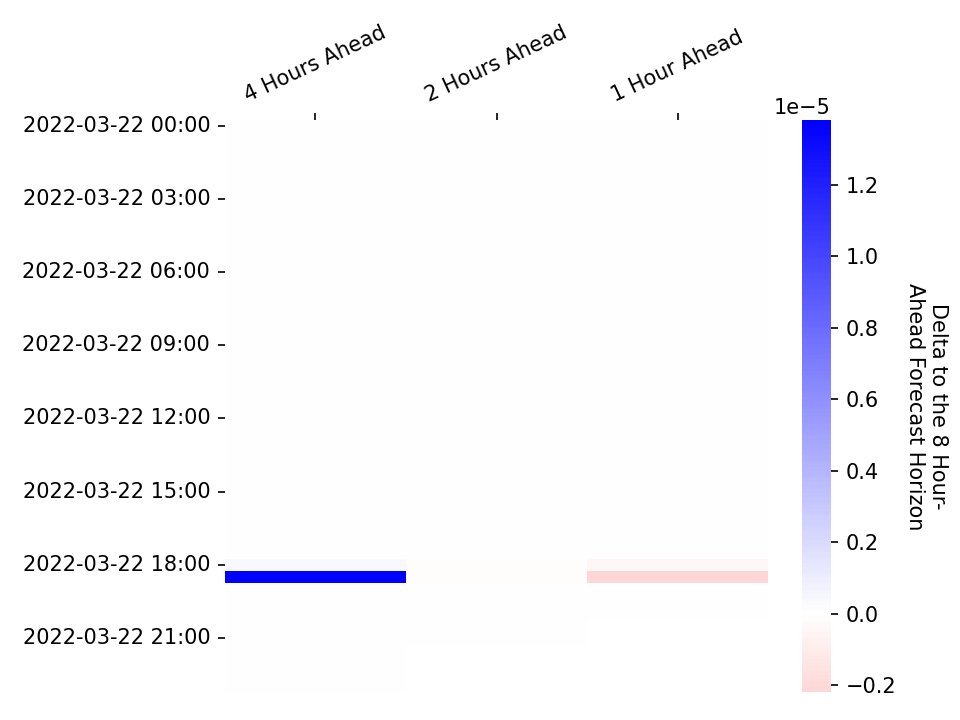 4 Hours Ahead
2 Hours Ahead
1 Hour Ahead
1e−5
2022-03-22 00:00
2022-03-22 03:00
2022-03-22 06:00
2022-03-22 09:00
2022-03-22 12:00
2022-03-22 15:00
2022-03-22 18:00
2022-03-22 21:00
1.2
1.0
0.8
0.6
0.4
0.2
0.0
−0.2
Delta to the 8 Hour-
Ahead Forecast Horizon